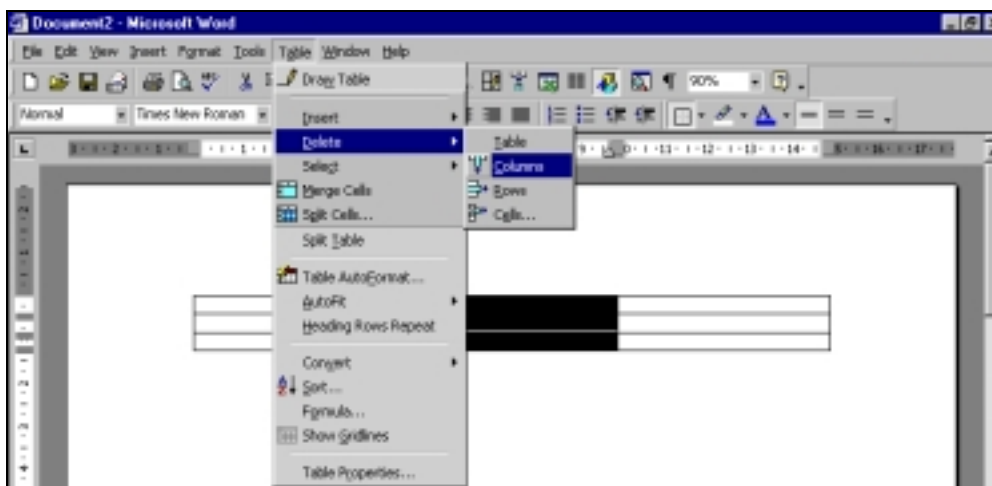 Document2 - Microsoft Word
File Edit View Insert Format Tools Table Window Help
Draw Table
90%
Normal Times New Roman
Insert
Delete
Table
Select
Columns
Merge Cells
Rows
Split Cells...
Cells...
Split Table
Table AutoFormat...
AutoFit
Heading Rows Repeat
Convert
Sort...
Formula...
Show Gridlines
Table Properties...